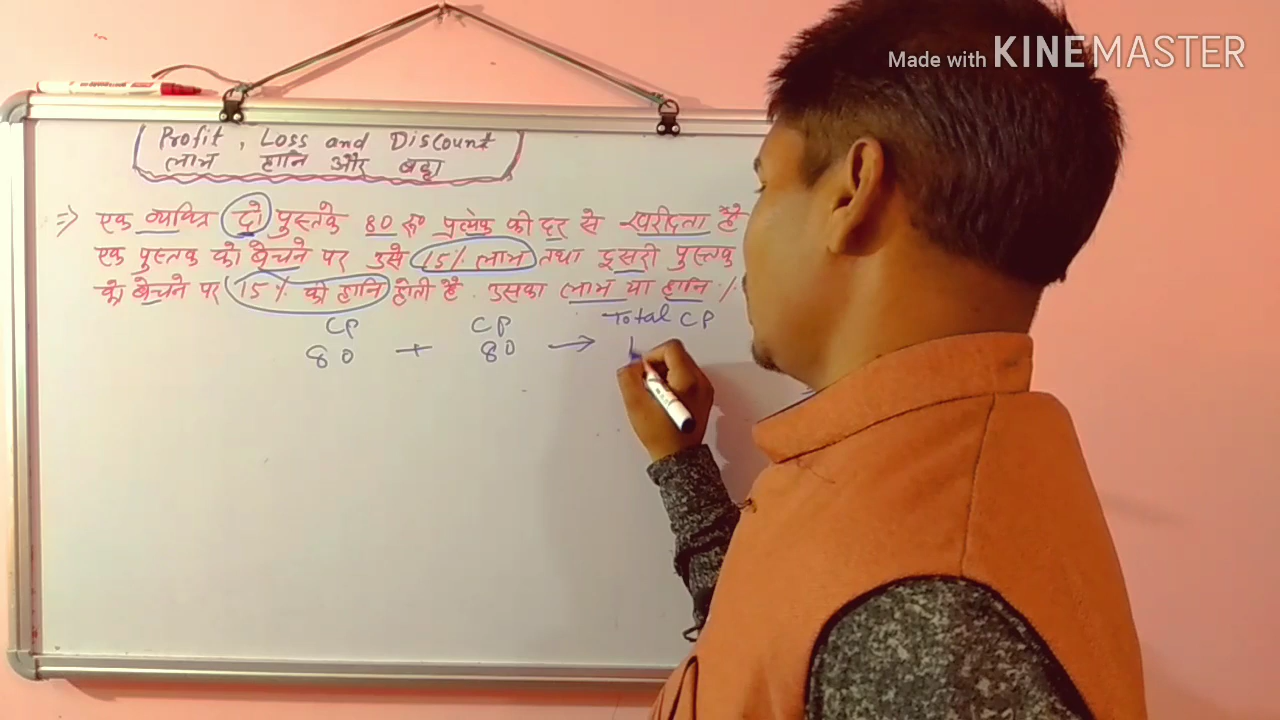 Made with KINEMASTER
Profit, Loss and Discount
लाभ हानि और बट्टा
⇒ एक व्यक्ति दो पुस्तके 80 रू० प्रत्येक की दर से खरीदता है
एक पुस्तक को बेचने पर उसे 15% लाभ तथा दूसरी पुस्तक
को बेचने पर 15% की हानि होती है उसका लाभ या हानि %
CP CP Total CP
80 + 80 →